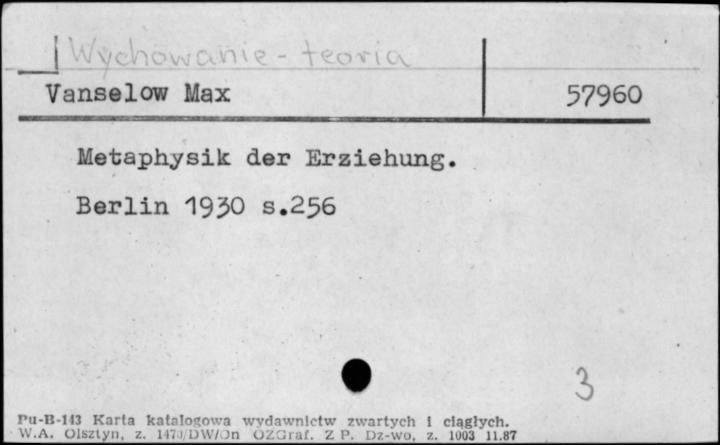 Wychowanie - teoria
Vanselow Max 57960
Metaphysik der Erziehung.
Berlin 1930 s.256
3
Pu-B-143 Karta katalogowa wydawnictw zwartych i ciągłych.
W.A. Olsztyn, z. /DW/On OZGraf. Z P. Dz-wo, z. 1003 11.87